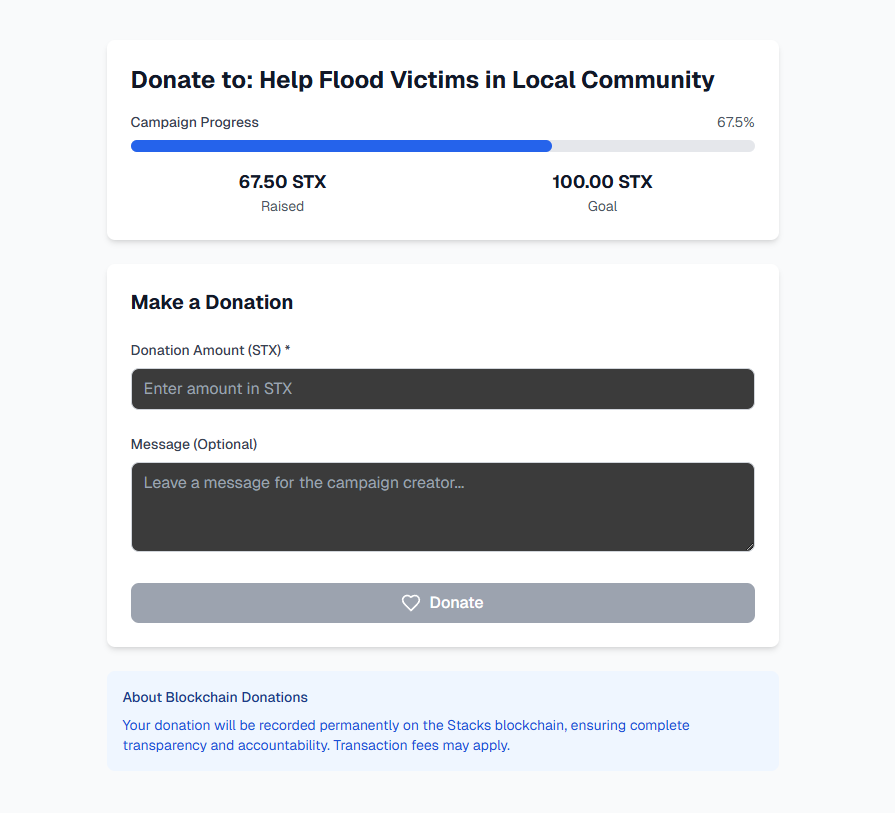 Donate to: Help Flood Victims in Local Community
Campaign Progress 67.5%
67.50 STX 100.00 STX
Raised Goal
Make a Donation
Donation Amount (STX) *
Enter amount in STX
Message (Optional)
Leave a message for the campaign creator...
Donate
About Blockchain Donations
Your donation will be recorded permanently on the Stacks blockchain, ensuring complete
transparency and accountability. Transaction fees may apply.